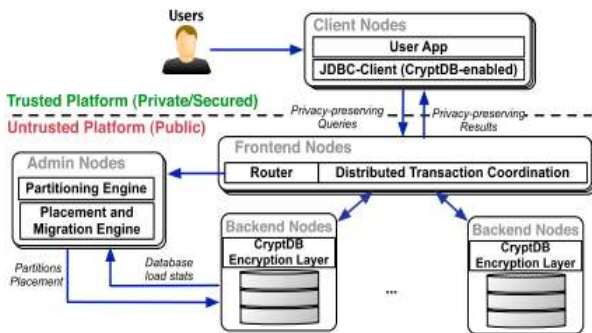 Users
Client Nodes
User App
JDBC-Client (CryptDB-enabled)
Trusted Platform (Private/Secured)
Untrusted Platform (Public)
Privacy-preserving
Queries
Privacy-preserving
Results
Frontend Nodes
Router
Distributed Transaction Coordination
Admin Nodes
Partitioning Engine
Placement and
Migration Engine
Backend Nodes
CryptDB
Encryption Layer
Backend Nodes
CryptDB
Encryption Layer
Partitions
Placement
Database
load stats
...